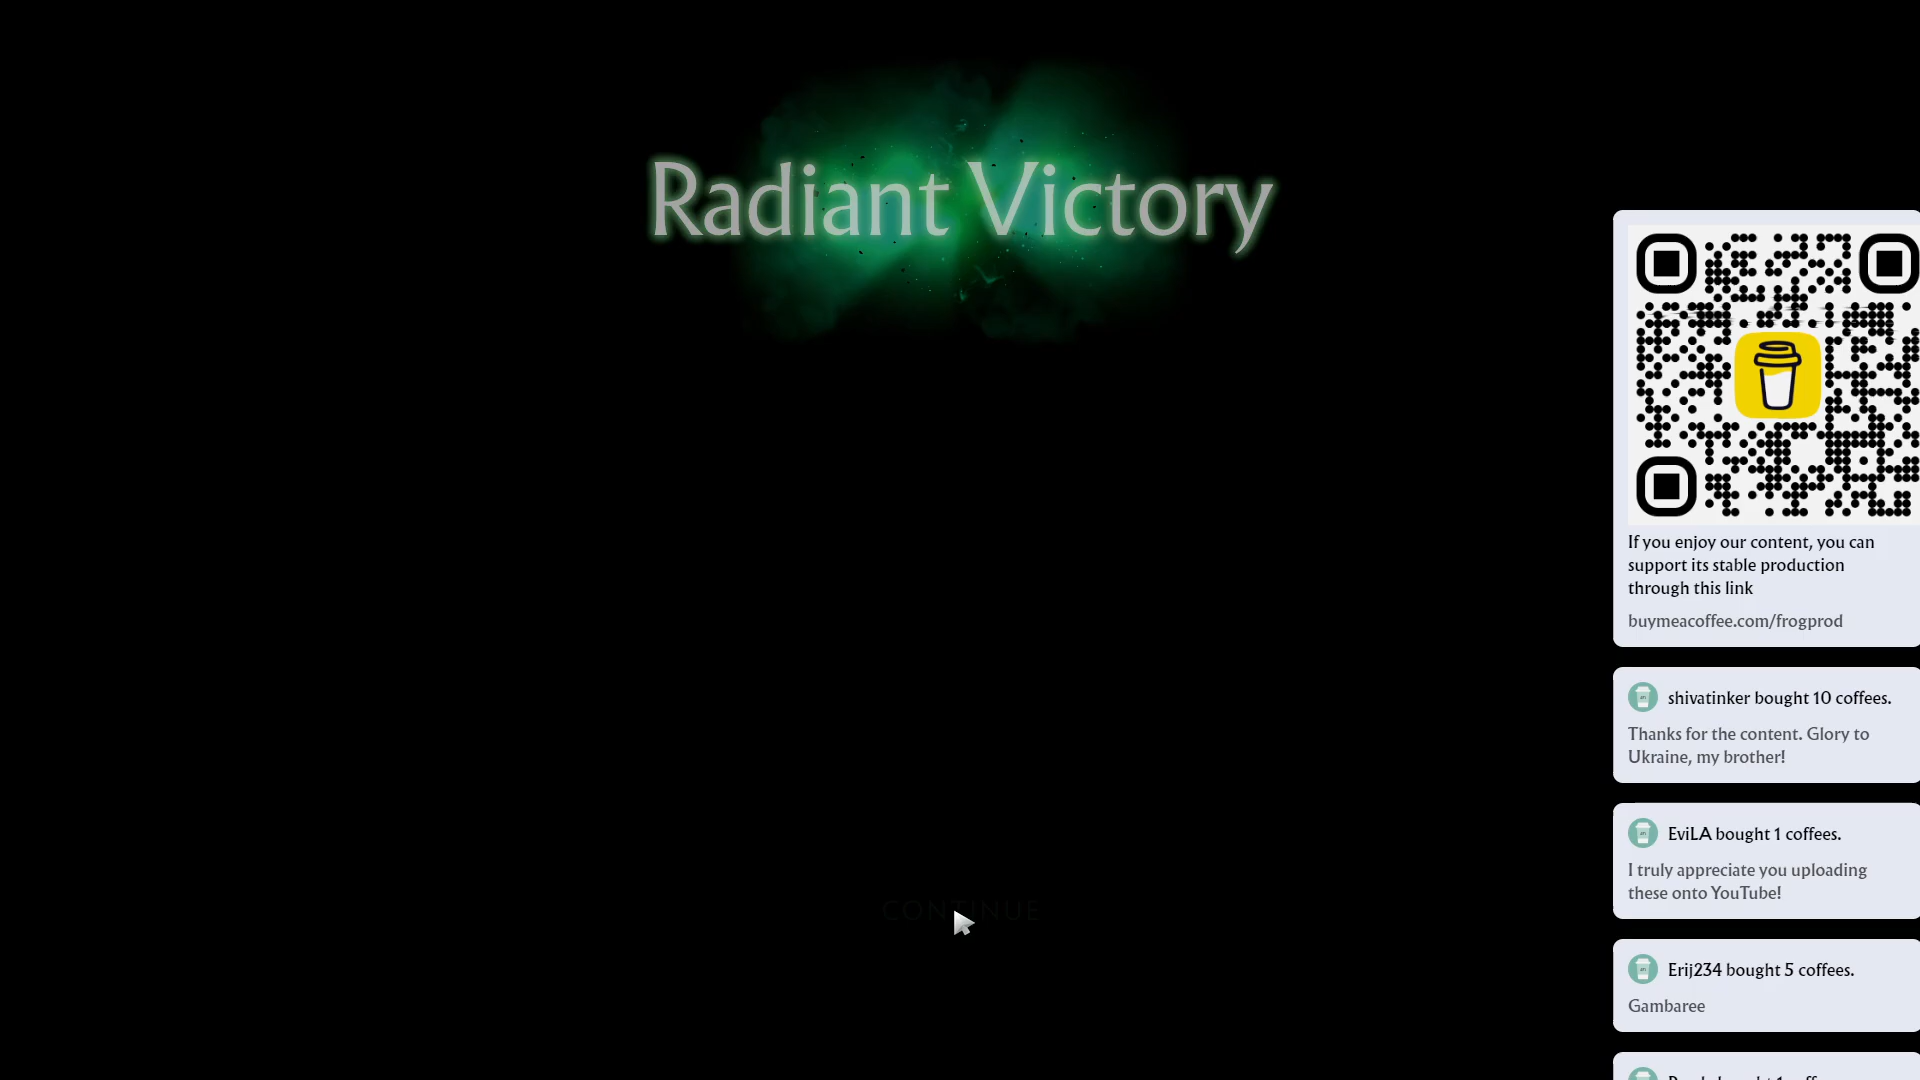 Radiant Victory
If you enjoy our content, you can
support its stable production
through this link
buymeacoffee.com/frogprod
shivatinker bought 10 coffees.
Thanks for the content. Glory to
Ukraine, my brother!
EviLA bought 1 coffees.
I truly appreciate you uploading
these onto YouTube!
CONTINUE
Erij234 bought 5 coffees.
Gambaree